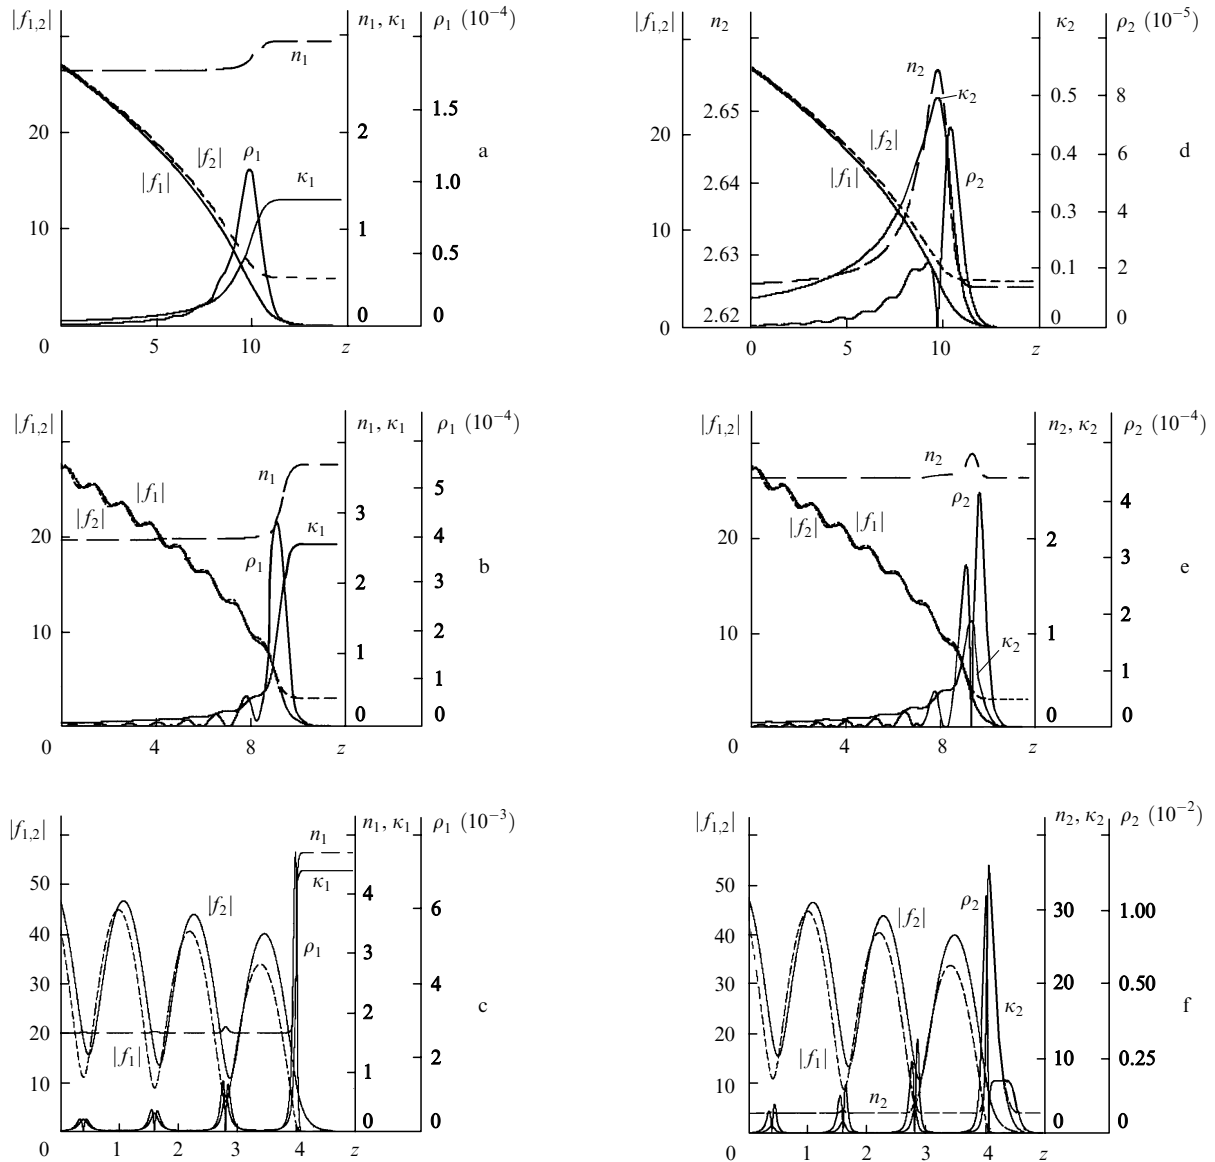 |f₁,₂|
n₁, κ₁
ρ₁ (10⁻⁴)
n₁
1.5
20
2
a
|f₂|
ρ₁
|f₁|
κ₁
1.0
10
1
0.5
0
0
0
5
10
z
|f₁,₂|
n₂
κ₂
ρ₂ (10⁻⁵)
n₂
κ₂
2.655
0.5
8
20
|f₂|
d
0.4
6
|f₁|
ρ₂
2.64
10
0.3
4
2.63
0.1
2
2.62
0
0
0
0
5
10
z
|f₁,₂|
n₁, κ₁
ρ₁ (10⁻⁴)
n₁
|f₁|
5
|f₂|
3
κ₁
20
4
ρ₁
b
2
3
10
2
1
1
0
0
0
4
8
z
|f₁,₂|
n₂, κ₂
ρ₂ (10⁻⁴)
n₂
ρ₂
4
|f₂|
|f₁|
20
2
3
e
2
10
1
κ₂
1
0
0
0
4
8
z
|f₁,₂|
n₁, κ₁
ρ₁ (10⁻³)
n₁
κ₁
50
4
|f₂|
6
40
ρ₁
3
30
4
c
20
2
|f₁|
2
10
1
0
0
0
1
2
3
4
z
|f₁,₂|
n₂, κ₂
ρ₂ (10⁻²)
50
ρ₂
30
1.00
|f₂|
40
30
20
0.50
κ₂
f
20
|f₁|
10
0.25
10
n₂
0
0
0
1
2
3
4
z